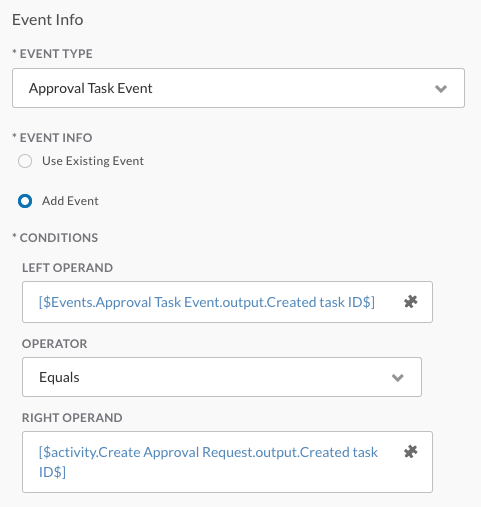 Event Info
* EVENT TYPE
Approval Task Event
* EVENT INFO
Use Existing Event
Add Event
* CONDITIONS
LEFT OPERAND
[$Events.Approval Task Event.output.Created task ID$]
OPERATOR
Equals
RIGHT OPERAND
[$activity.Create Approval Request.output.Created task
ID$]